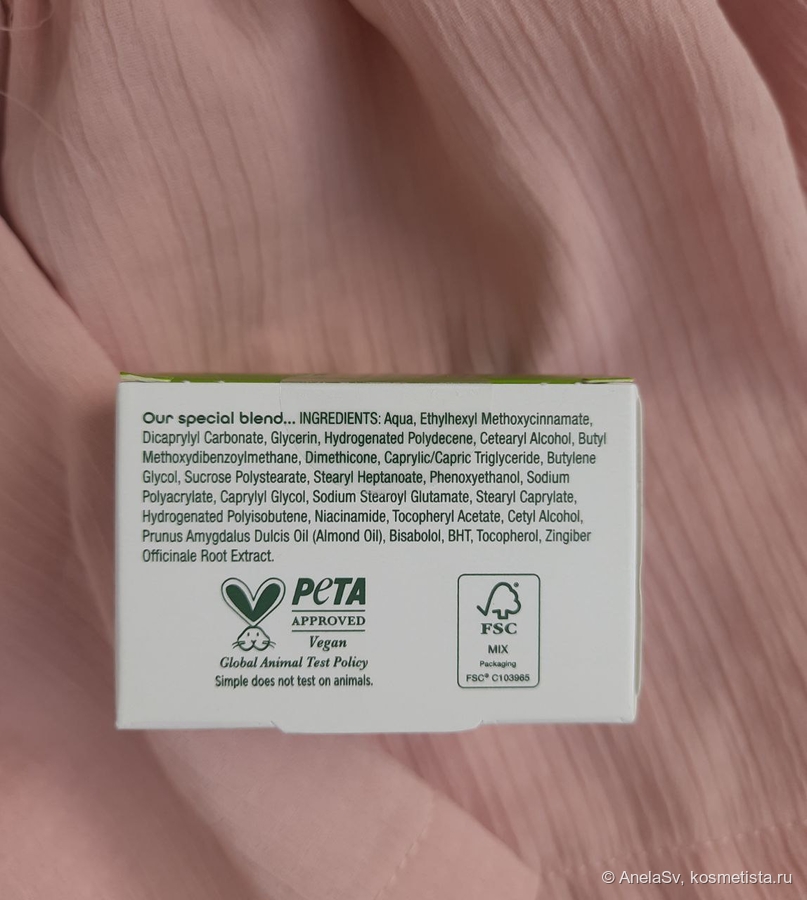 Our special blend... INGREDIENTS: Aqua, Ethylhexyl Methoxycinnamate,
Dicaprylyl Carbonate, Glycerin, Hydrogenated Polydecene, Cetearyl Alcohol, Butyl
Methoxydibenzoylmethane, Dimethicone, Caprylic/Capric Triglyceride, Butylene
Glycol, Sucrose Polystearate, Stearyl Heptanoate, Phenoxyethanol, Sodium
Polyacrylate, Caprylyl Glycol, Sodium Stearoyl Glutamate, Stearyl Caprylate,
Hydrogenated Polyisobutene, Niacinamide, Tocopheryl Acetate, Cetyl Alcohol,
Prunus Amygdalus Dulcis Oil (Almond Oil), Bisabolol, BHT, Tocopherol, Zingiber
Officinale Root Extract.
PeTA
APPROVED
Vegan
Global Animal Test Policy
Simple does not test on animals.
FSC
MIX
Packaging
FSC® C103965
© AnelaSv, kosmetista.ru